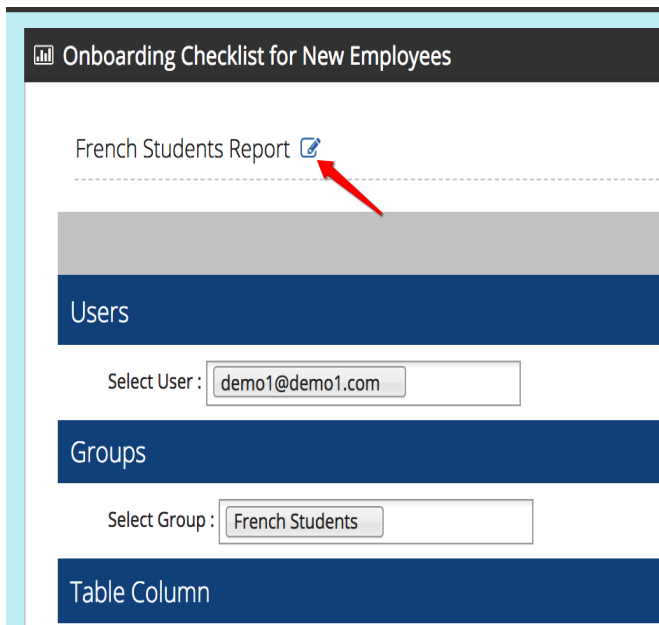 Onboarding Checklist for New Employees
French Students Report
Users
Select User : demo1@demo1.com
Groups
Select Group : French Students
Table Column